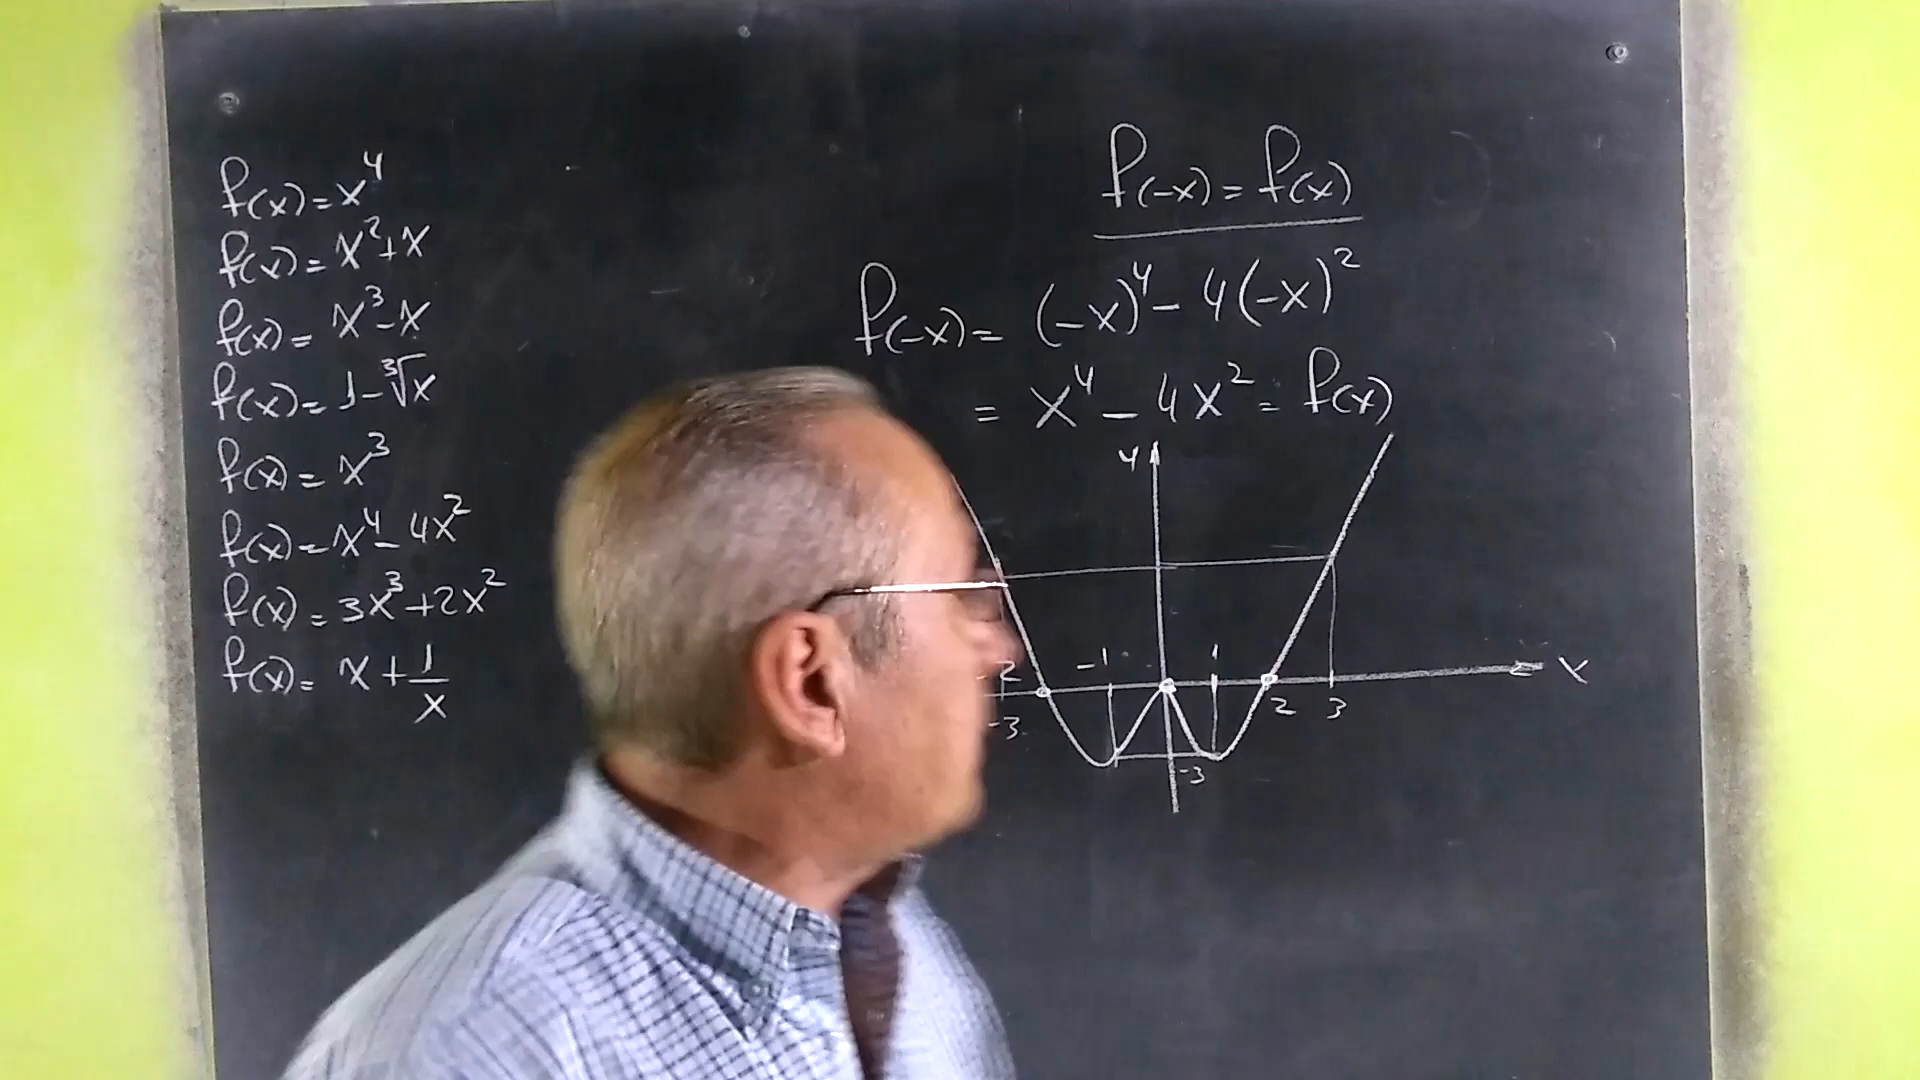 f(x) = x⁴
f(x) = x² + x
f(x) = x³ - x
f(x) = 1 - ∛x
f(x) = x³
f(x) = x⁴ - 4x²
f(x) = 3x³ + 2x²
f(x) = x + 1/x
f(-x) = f(x)
f(-x) = (-x)⁴ - 4(-x)²
= x⁴ - 4x² = f(x)
y
-2 -1 1 x
-3 2 3
-3